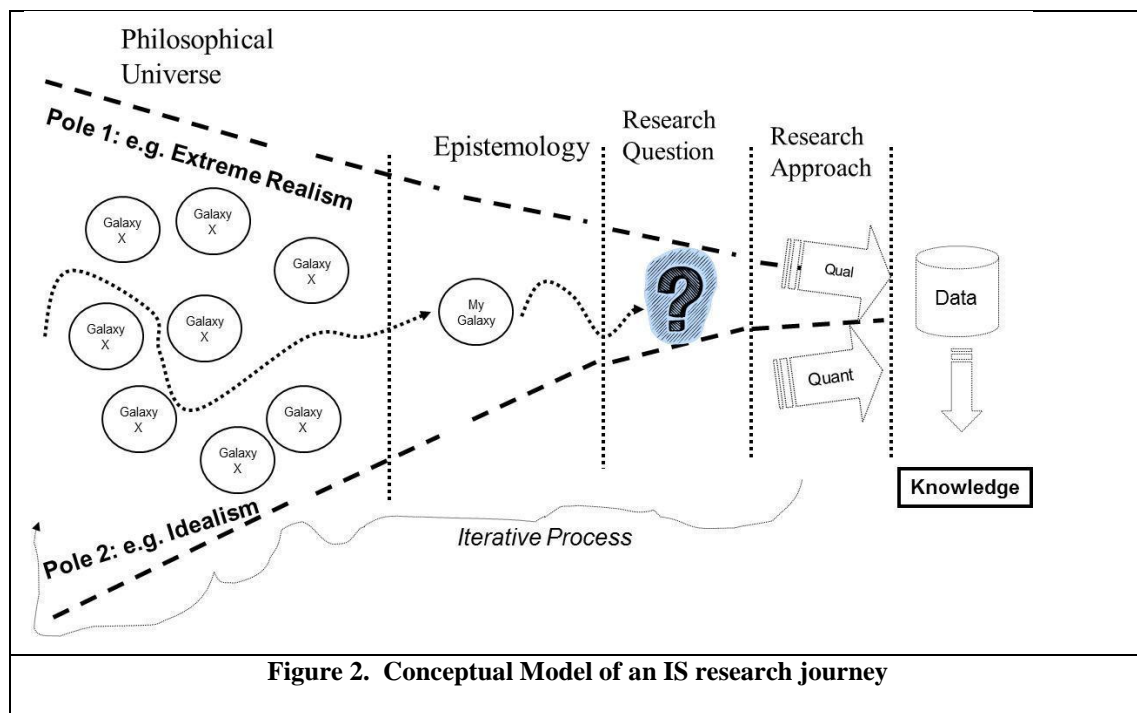 Philosophical
Universe
Pole 1: e.g. Extreme Realism
Epistemology
Research
Question
Research
Approach
Galaxy
X
Galaxy
X
Galaxy
X
Galaxy
X
Galaxy
X
Galaxy
X
Galaxy
X
Galaxy
X
My
Galaxy
?
Qual
Quant
Data
Knowledge
Pole 2: e.g. Idealism
Iterative Process
Figure 2. Conceptual Model of an IS research journey